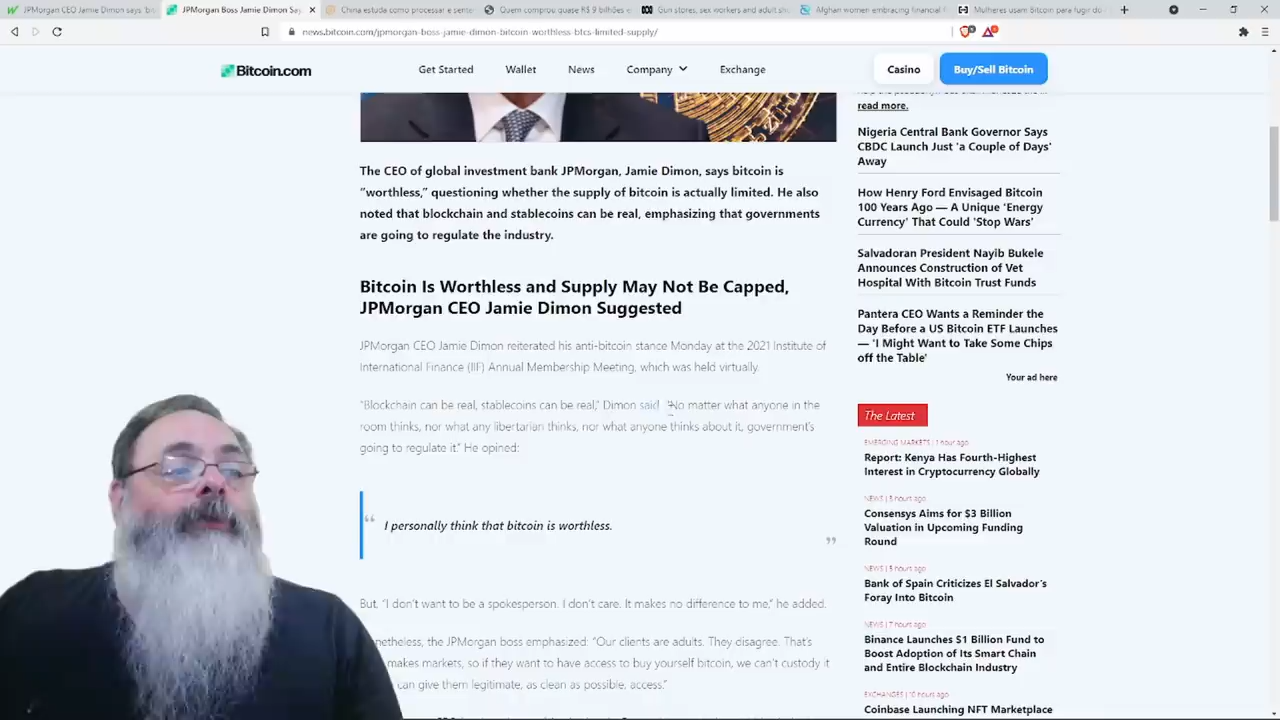 JPMorgan CEO Jamie Dimon says 'bi
JPMorgan Boss Jamie Dimon Say
China estuda como processar e senten
Quem comprou quase R$ 9 bilhões e
Gun stores, sex workers and adult sh
Afghan women embracing financial f
Mulheres usam Bitcoin para fugir do
news.bitcoin.com/jpmorgan-boss-jamie-dimon-bitcoin-worthless-btcs-limited-supply/
Bitcoin.com
Get Started
Wallet
News
Company
Exchange
Casino
Buy/Sell Bitcoin
The CEO of global investment bank JPMorgan, Jamie Dimon, says bitcoin is
"worthless," questioning whether the supply of bitcoin is actually limited. He also
noted that blockchain and stablecoins can be real, emphasizing that governments
are going to regulate the industry.
Bitcoin Is Worthless and Supply May Not Be Capped,
JPMorgan CEO Jamie Dimon Suggested
JPMorgan CEO Jamie Dimon reiterated his anti-bitcoin stance Monday at the 2021 Institute of
International Finance (IIF) Annual Membership Meeting, which was held virtually.
"Blockchain can be real, stablecoins can be real," Dimon said. "No matter what anyone in the
room thinks, nor what any libertarian thinks, nor what anyone thinks about it, government's
going to regulate it." He opined:
I personally think that bitcoin is worthless.
But, "I don't want to be a spokesperson. I don't care. It makes no difference to me," he added.
netheless, the JPMorgan boss emphasized: "Our clients are adults. They disagree. That's
makes markets, so if they want to have access to buy yourself bitcoin, we can't custody it
can give them legitimate, as clean as possible, access."
read more.
Nigeria Central Bank Governor Says
CBDC Launch Just 'a Couple of Days'
Away
How Henry Ford Envisaged Bitcoin
100 Years Ago — A Unique 'Energy
Currency' That Could 'Stop Wars'
Salvadoran President Nayib Bukele
Announces Construction of Vet
Hospital With Bitcoin Trust Funds
Pantera CEO Wants a Reminder the
Day Before a US Bitcoin ETF Launches
— 'I Might Want to Take Some Chips
off the Table'
Your ad here
The Latest
EMERGING MARKETS | 1 hour ago
Report: Kenya Has Fourth-Highest
Interest in Cryptocurrency Globally
NEWS | 3 hours ago
Consensys Aims for $3 Billion
Valuation in Upcoming Funding
Round
NEWS | 5 hours ago
Bank of Spain Criticizes El Salvador's
Foray Into Bitcoin
NEWS | 7 hours ago
Binance Launches $1 Billion Fund to
Boost Adoption of Its Smart Chain
and Entire Blockchain Industry
EXCHANGES | 10 hours ago
Coinbase Launching NFT Marketplace